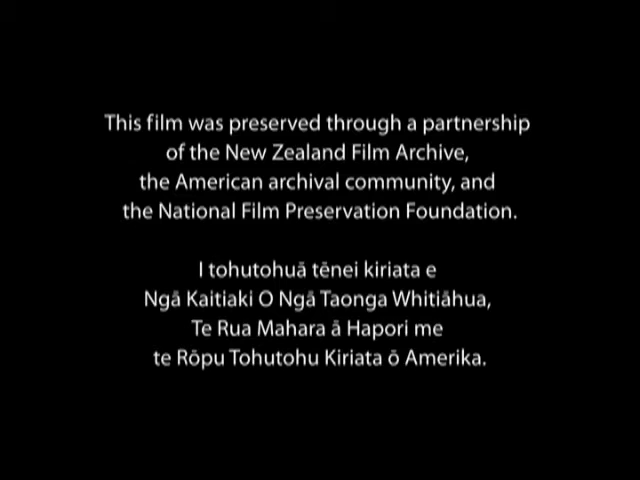 This film was preserved through a partnership
of the New Zealand Film Archive,
the American archival community, and
the National Film Preservation Foundation.
I tohutohuā tēnei kiriata e
Ngā Kaitiaki O Ngā Taonga Whitiāhua,
Te Rua Mahara ā Hapori me
te Rōpu Tohutohu Kiriata ō Amerika.